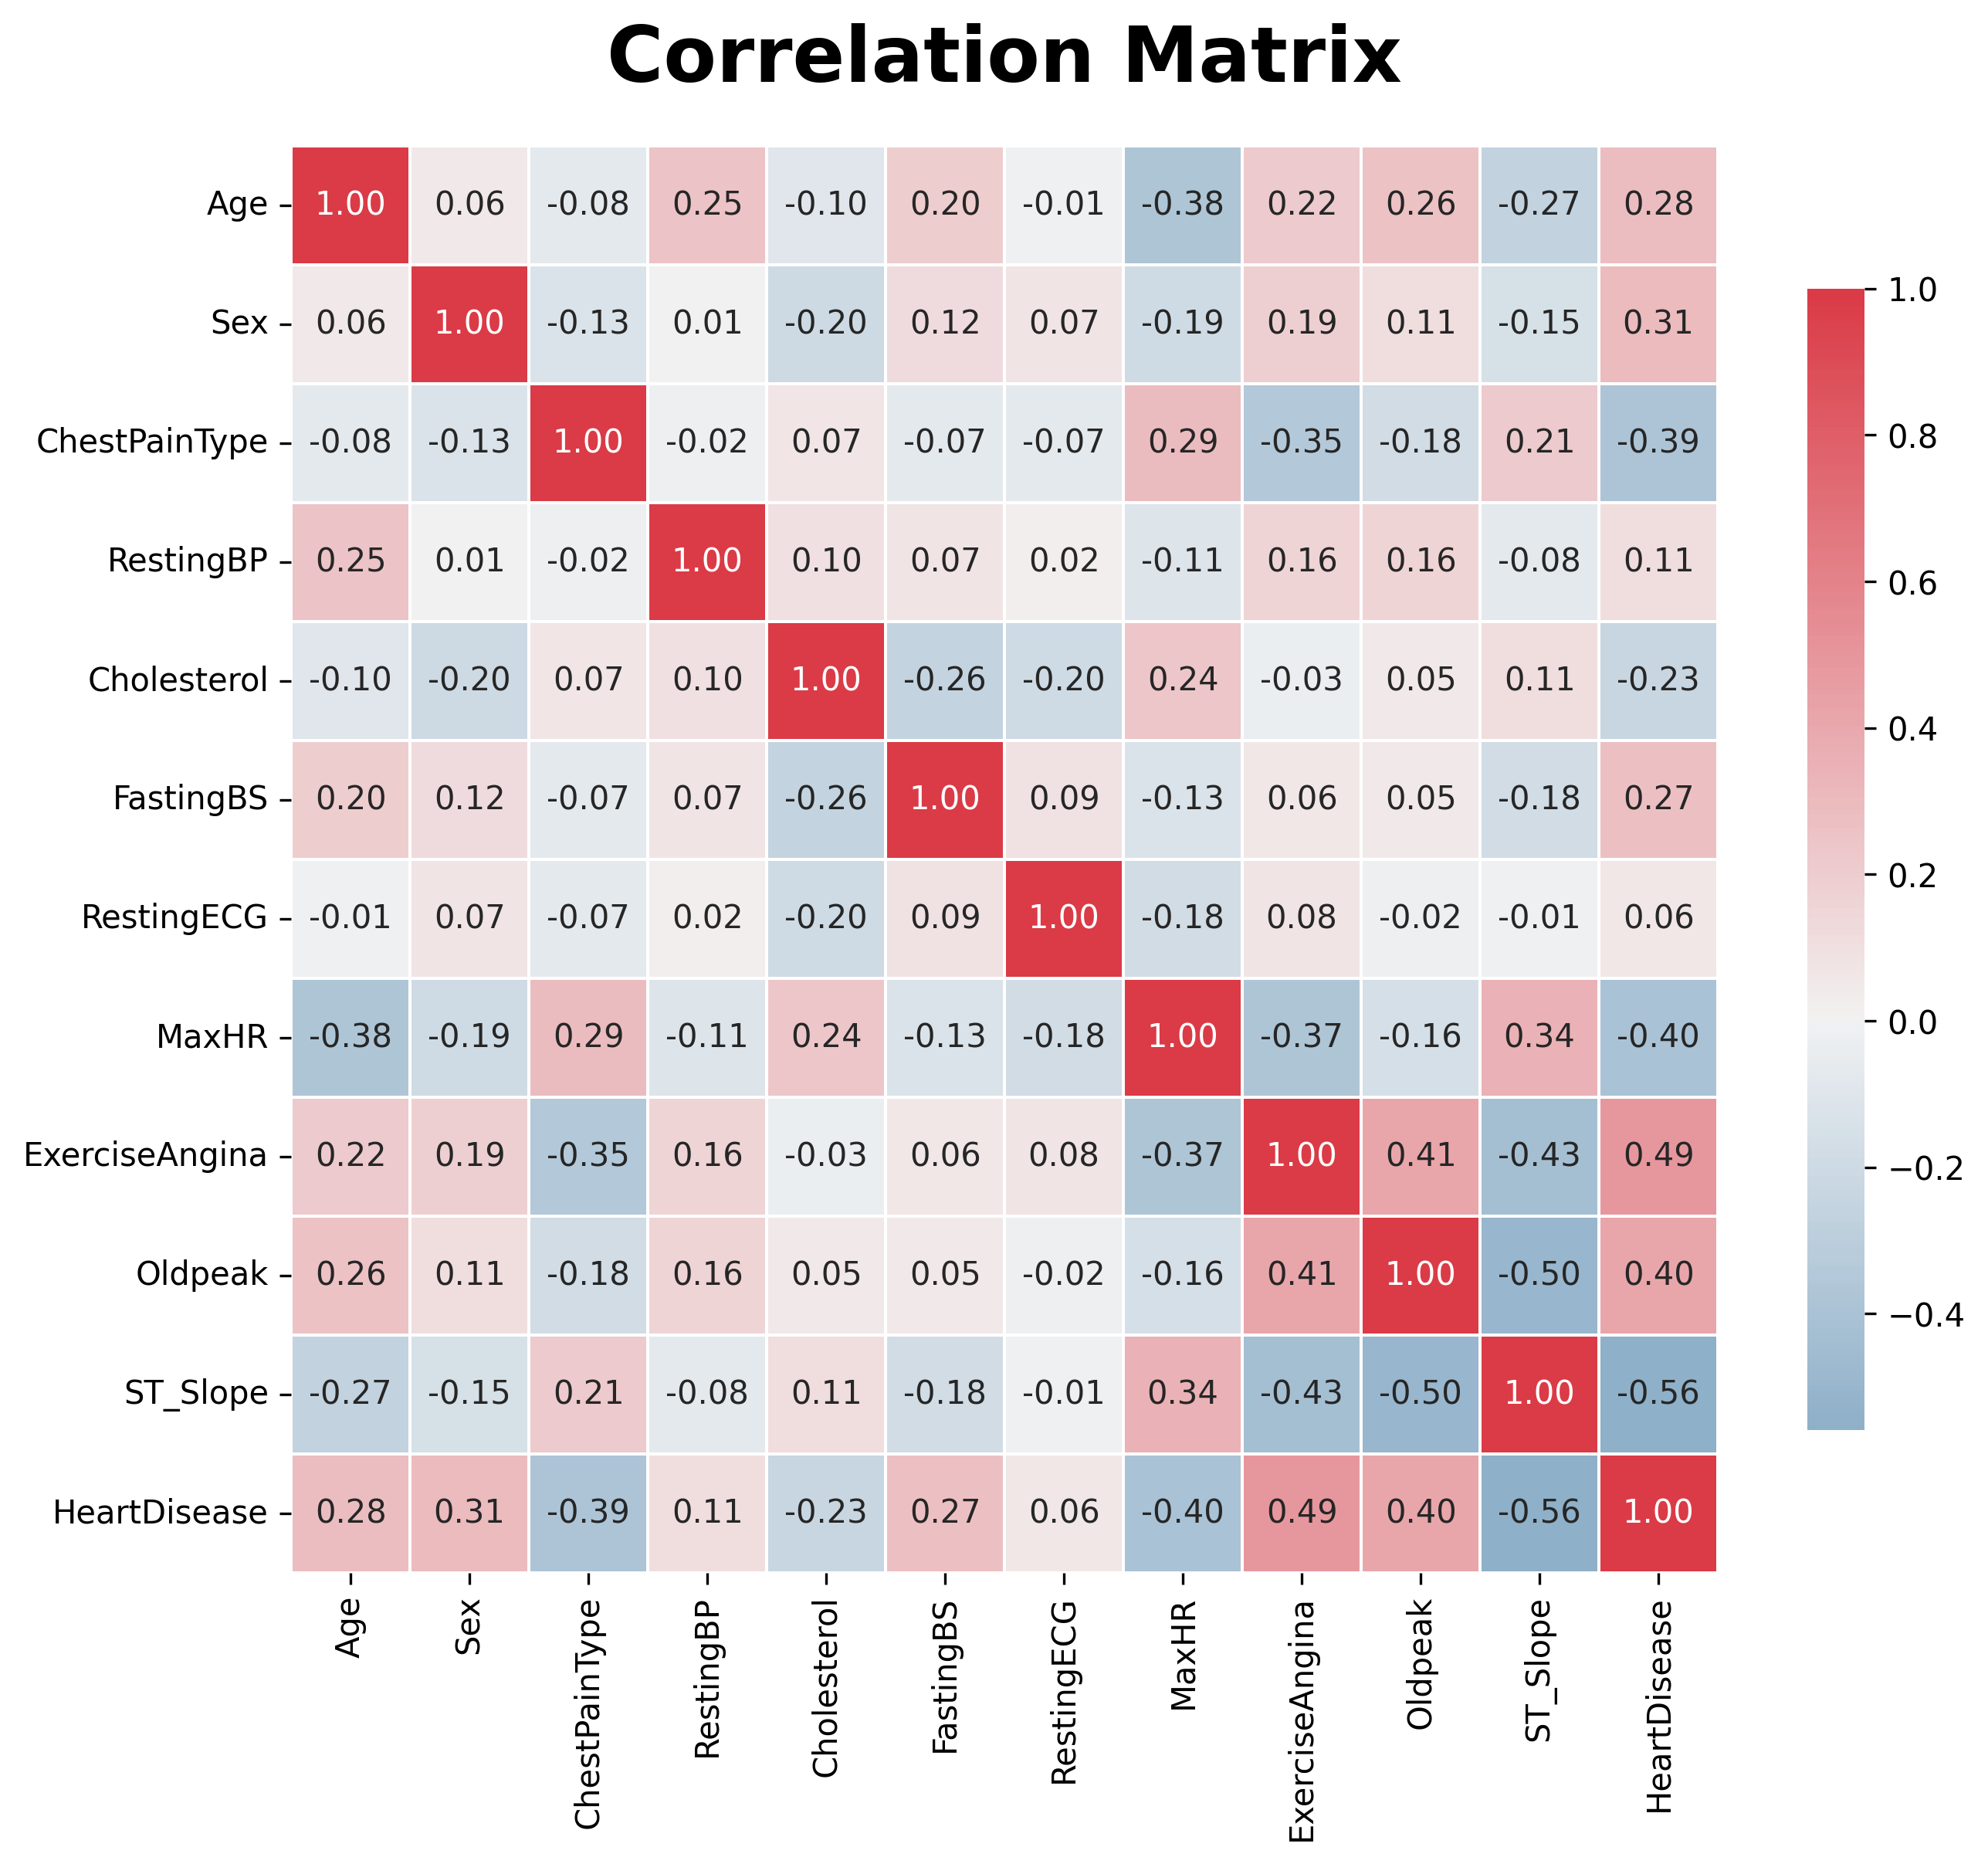 Correlation Matrix
Age 1.00 0.06 -0.08 0.25 -0.10 0.20 -0.01 -0.38 0.22 0.26 -0.27 0.28
Sex 0.06 1.00 -0.13 0.01 -0.20 0.12 0.07 -0.19 0.19 0.11 -0.15 0.31
ChestPainType -0.08 -0.13 1.00 -0.02 0.07 -0.07 -0.07 0.29 -0.35 -0.18 0.21 -0.39
RestingBP 0.25 0.01 -0.02 1.00 0.10 0.07 0.02 -0.11 0.16 0.16 -0.08 0.11
Cholesterol -0.10 -0.20 0.07 0.10 1.00 -0.26 -0.20 0.24 -0.03 0.05 0.11 -0.23
FastingBS 0.20 0.12 -0.07 0.07 -0.26 1.00 0.09 -0.13 0.06 0.05 -0.18 0.27
RestingECG -0.01 0.07 -0.07 0.02 -0.20 0.09 1.00 -0.18 0.08 -0.02 -0.01 0.06
MaxHR -0.38 -0.19 0.29 -0.11 0.24 -0.13 -0.18 1.00 -0.37 -0.16 0.34 -0.40
ExerciseAngina 0.22 0.19 -0.35 0.16 -0.03 0.06 0.08 -0.37 1.00 0.41 -0.43 0.49
Oldpeak 0.26 0.11 -0.18 0.16 0.05 0.05 -0.02 -0.16 0.41 1.00 -0.50 0.40
ST_Slope -0.27 -0.15 0.21 -0.08 0.11 -0.18 -0.01 0.34 -0.43 -0.50 1.00 -0.56
HeartDisease 0.28 0.31 -0.39 0.11 -0.23 0.27 0.06 -0.40 0.49 0.40 -0.56 1.00
Age
Sex
ChestPainType
RestingBP
Cholesterol
FastingBS
RestingECG
MaxHR
ExerciseAngina
Oldpeak
ST_Slope
HeartDisease
1.0
0.8
0.6
0.4
0.2
0.0
−0.2
−0.4